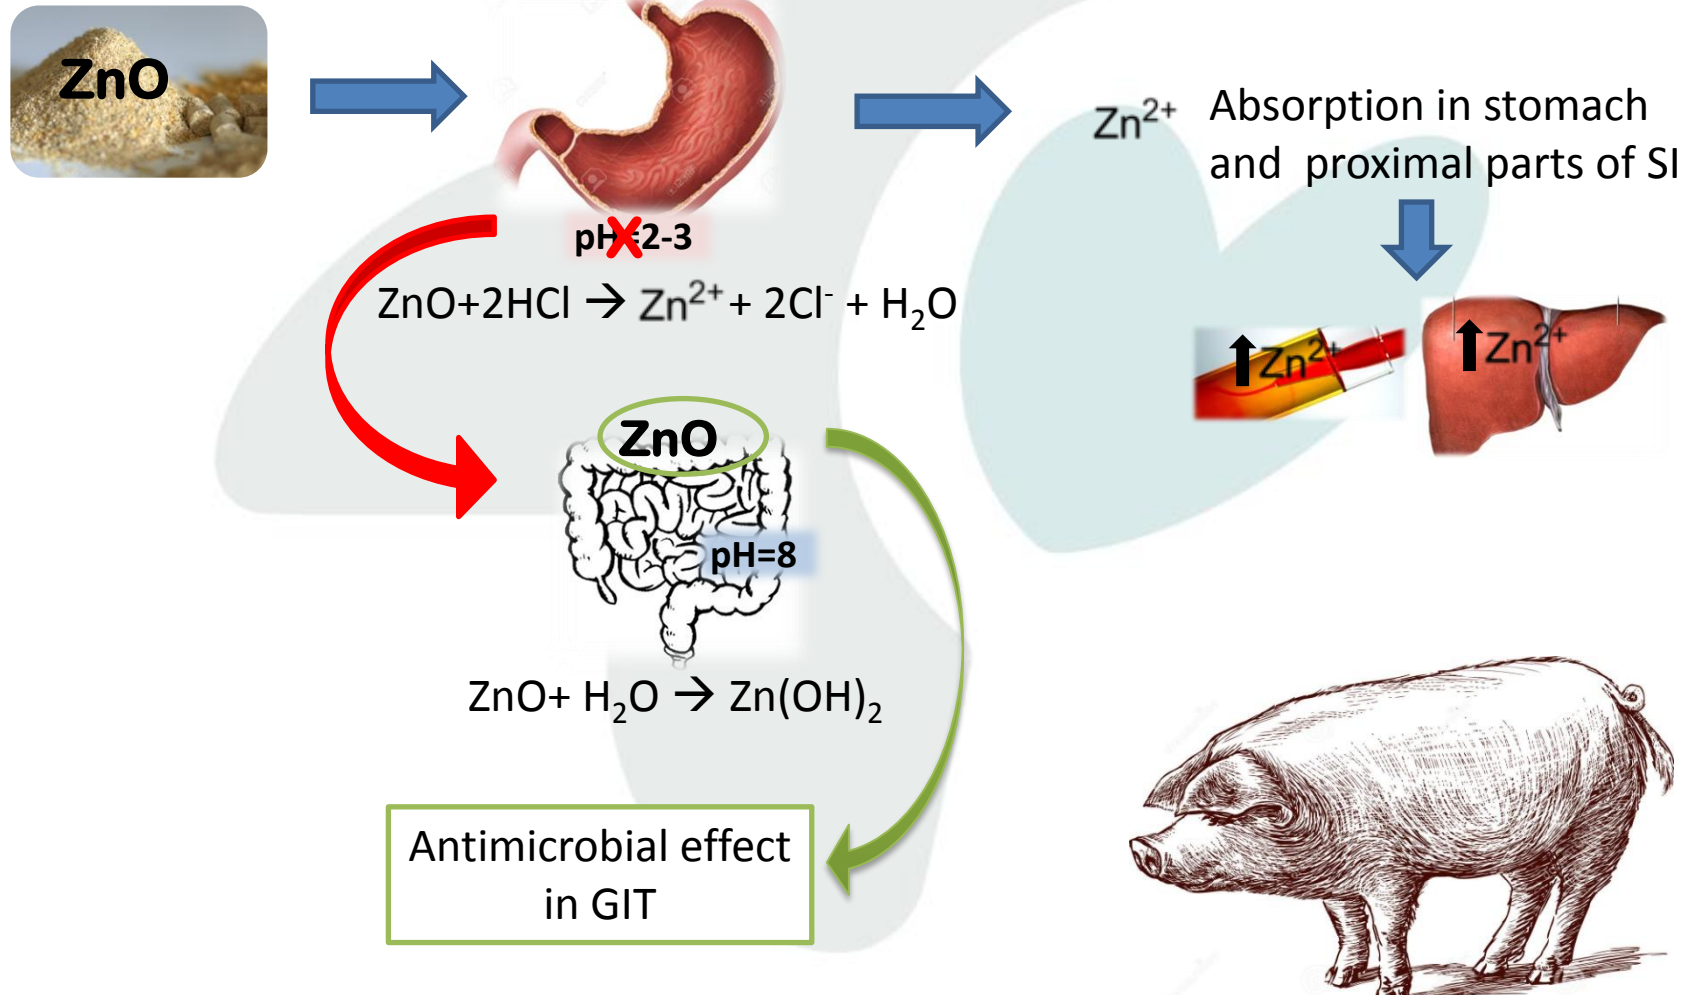 ZnO
Zn²⁺ Absorption in stomach
and proximal parts of SI
pH=2-3
ZnO+2HCl → Zn²⁺ + 2Cl⁻ + H₂O
Zn²⁺
Zn²⁺
ZnO
pH=8
ZnO+ H₂O → Zn(OH)₂
Antimicrobial effect
in GIT